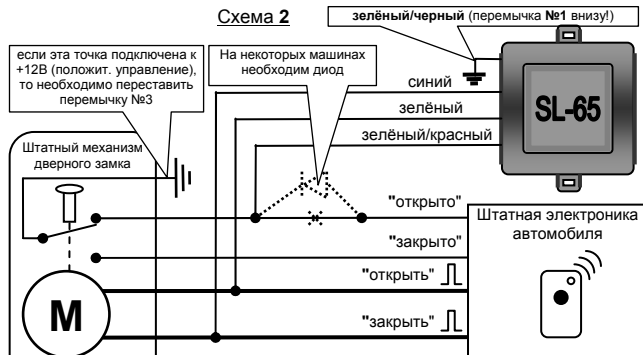 Схема 2
зелёный/черный (перемычка №1 внизу!)
если эта точка подключена к
+12В (положит. управление),
то необходимо переставить
перемычку №3
На некоторых машинах
необходим диод
синий
зелёный
зелёный/красный
SL-65
Штатный механизм
дверного замка
"открыто"
"закрыто"
"открыть"
"закрыть"
Штатная электроника
автомобиля
М